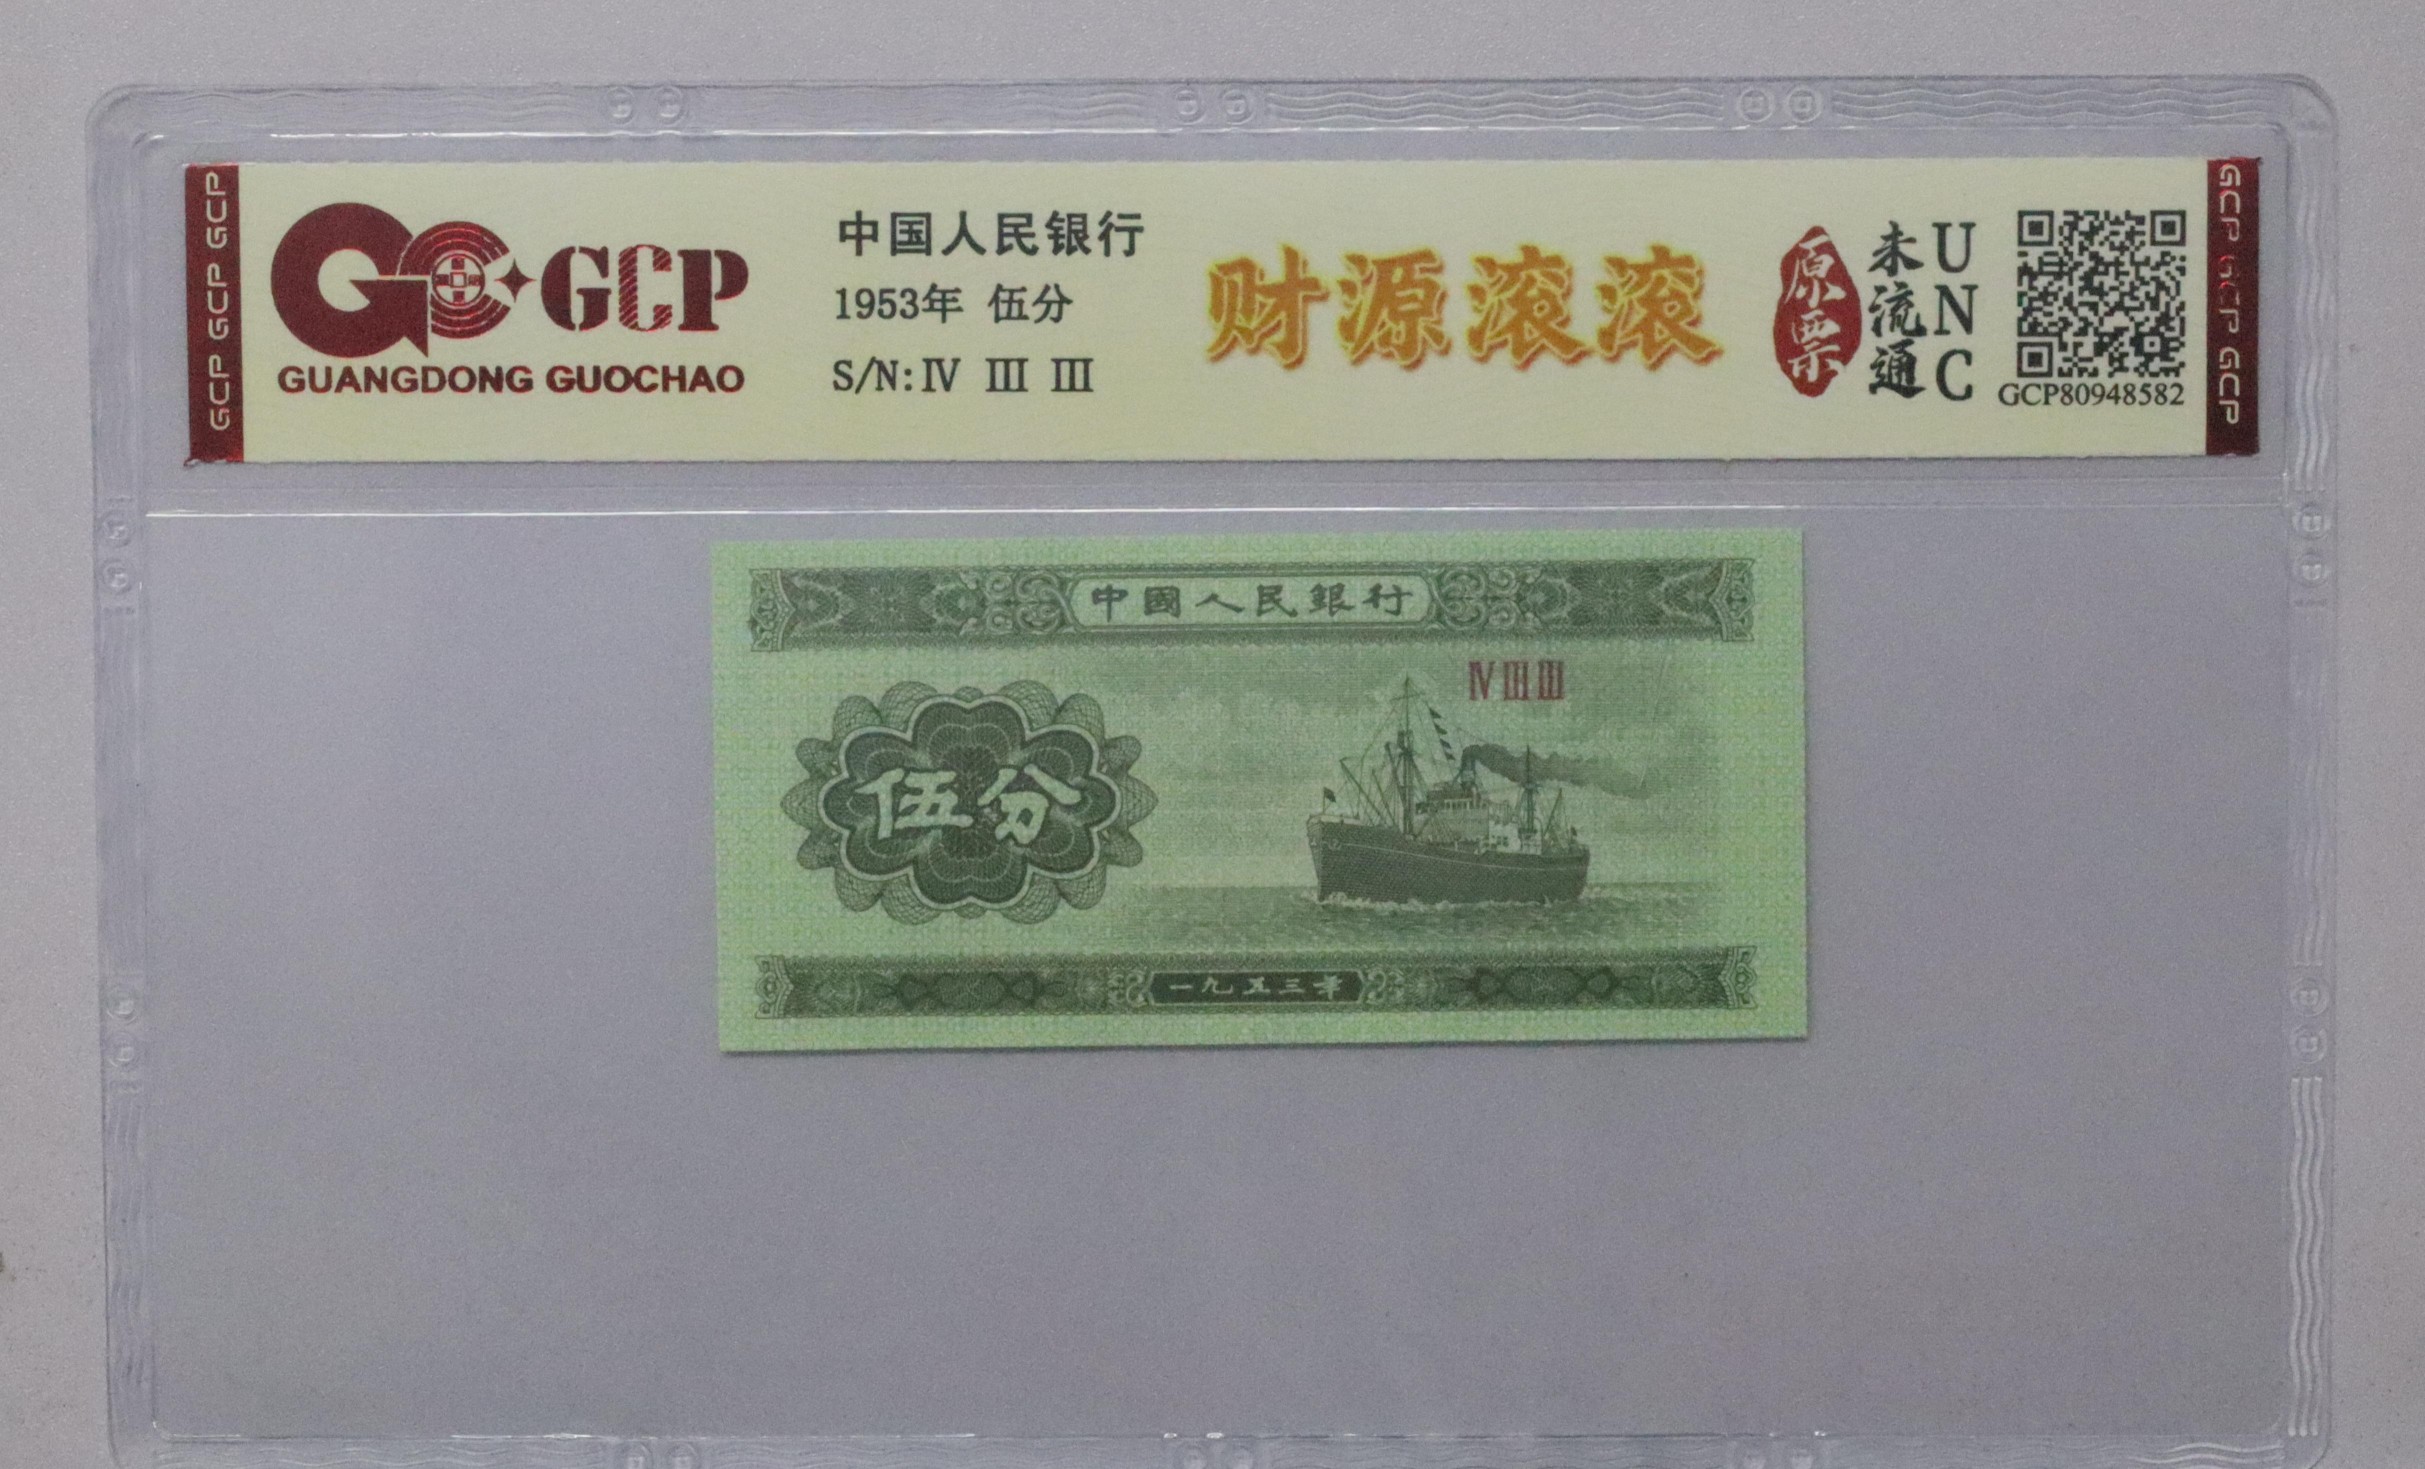 GCP GCP GCP
GCP
GUANGDONG GUOCHAO
中国人民银行
1953年 伍分
S/N: Ⅳ Ⅲ Ⅲ
财源滚滚
原票
未流通
UNC
GCP80948582
GCP GCP GCP
中國人民銀行
Ⅳ Ⅲ Ⅲ
伍分
一九五三年